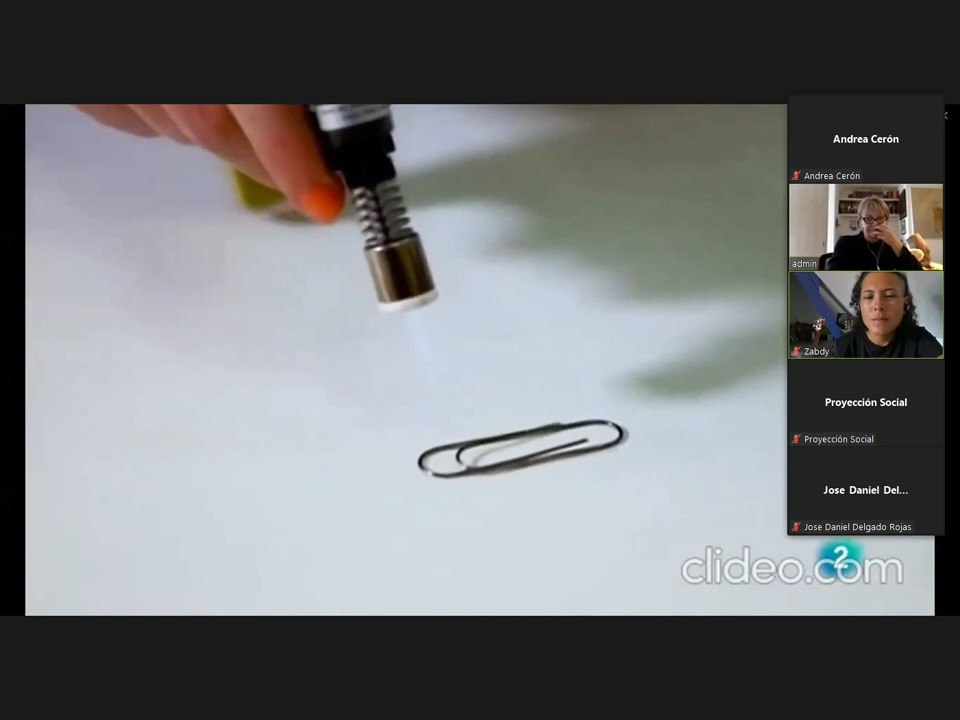 Andrea Cerón
Andrea Cerón
admin
Zabdy
Proyección Social
Proyección Social
Jose Daniel Del...
Jose Daniel Delgado Rojas
2
clideo.com